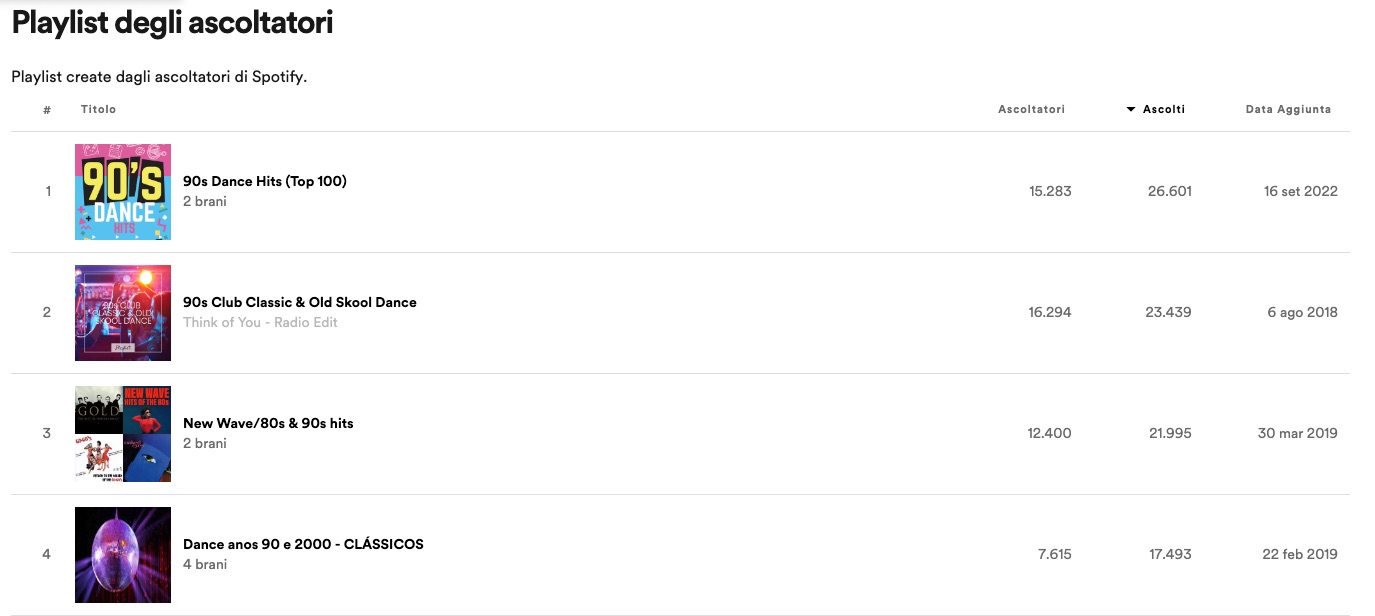 Playlist degli ascoltatori
Playlist create dagli ascoltatori di Spotify.
# Titolo Ascoltatori Ascolti Data Aggiunta
1
90'S
DANCE
HITS
90s Dance Hits (Top 100)
2 brani
15.283 26.601 16 set 2022
2
90s CLUB
CLASSIC & OLD
SKOOL DANCE
Playlist
90s Club Classic & Old Skool Dance
Think of You - Radio Edit
16.294 23.439 6 ago 2018
3
GOLD
NEW WAVE
HITS OF THE 80s
New Wave/80s & 90s hits
2 brani
12.400 21.995 30 mar 2019
4
Dance anos 90 e 2000 - CLÁSSICOS
4 brani
7.615 17.493 22 feb 2019